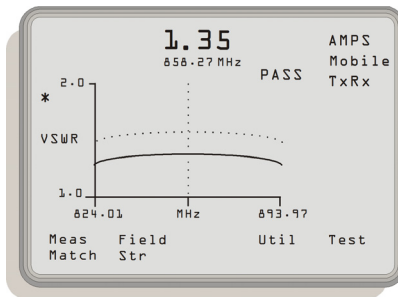 1.35
858.27 MHz
AMPS
Mobile
TxRx
PASS
2.0
*
VSWR
1.0
824.01 MHz 893.97
Meas Field Util Test
Match Str